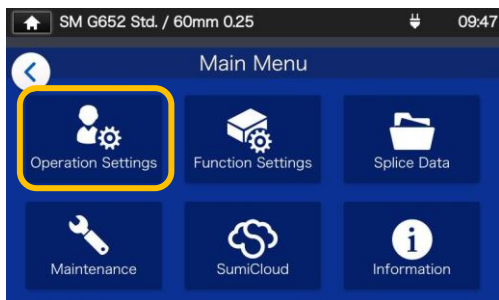 SM G652 Std. / 60mm 0.25 09:47
Main Menu
Operation Settings Function Settings Splice Data
Maintenance SumiCloud Information